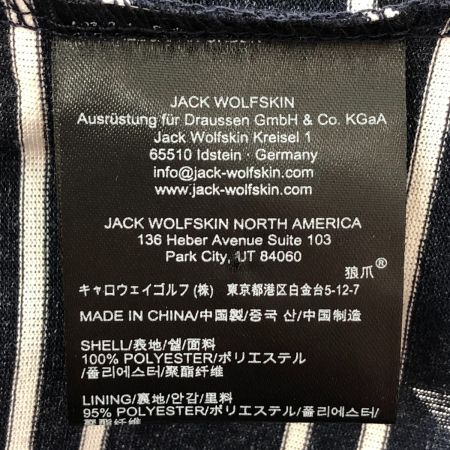 JACK WOLFSKIN
Ausrüstung für Draussen GmbH & Co. KGaA
Jack Wolfskin Kreisel 1
65510 Idstein · Germany
info@jack-wolfskin.com
www.jack-wolfskin.com
JACK WOLFSKIN NORTH AMERICA
136 Heber Avenue Suite 103
Park City, UT 84060
狼爪®
キャロウェイゴルフ(株) 東京都港区白金台5-12-7
MADE IN CHINA/中国製/중국 산/中国制造
SHELL/表地/쉘/面料
100% POLYESTER/ポリエステル
/폴리에스터/聚酯纤维
LINING/裏地/안감/里料
95% POLYESTER/ポリエステル/폴리에스터/